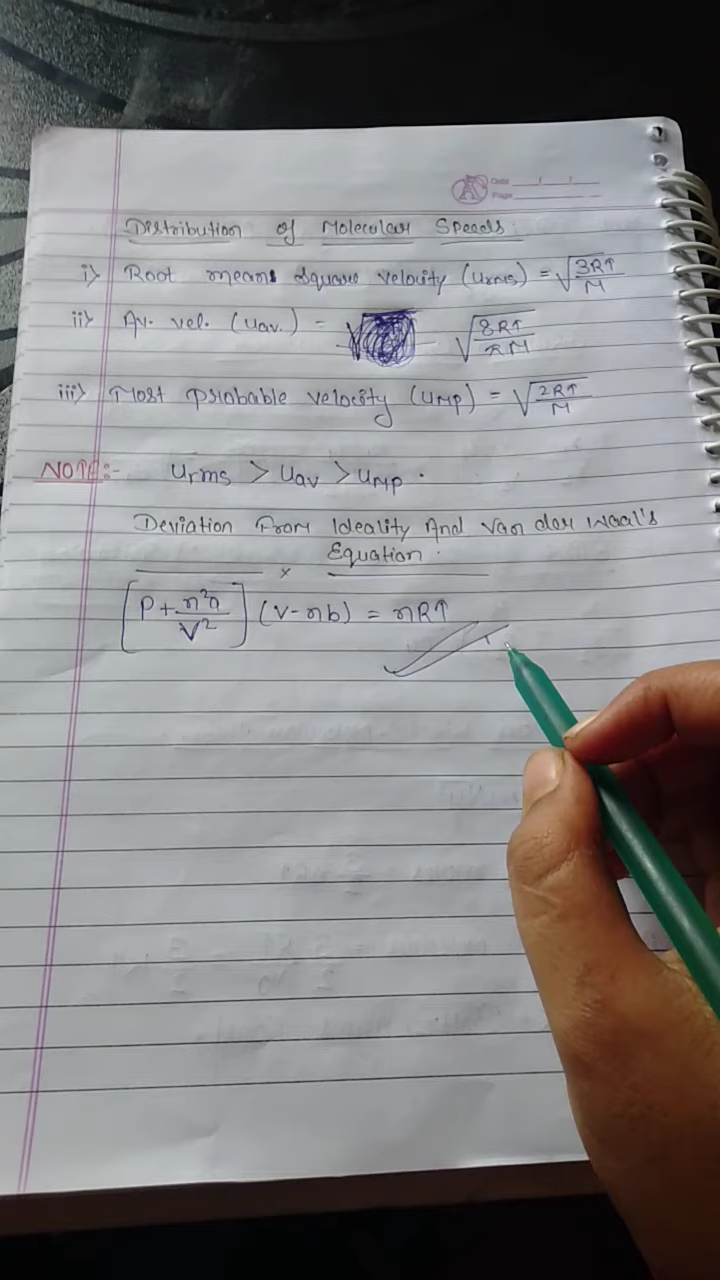 Date
Page
Distribution of Molecular Speeds.
i) Root means square velocity (Urms) = √3RT/M
ii) Av. vel. (Uav.) = √8RT/πM
iii) Most probable velocity (UMP) = √2RT/M
NOTE:- Urms > Uav > UMP.
Deviation From Ideality And Van der Waal's
Equation.
[P + n²a/V²] (V-nb) = nRT